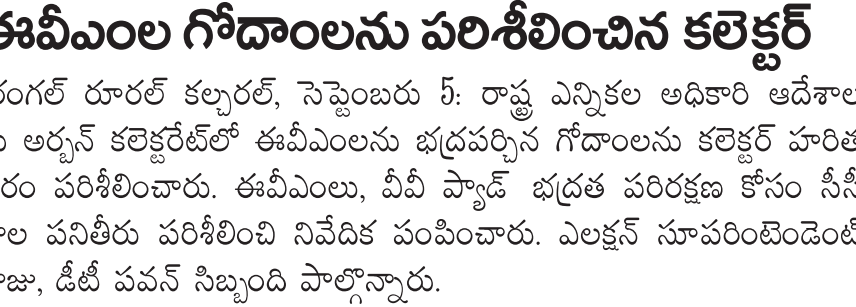 ఈవీఎంల గోదాంలను పరిశీలించిన కలెక్టర్
రంగల్ రూరల్ కల్చరల్, సెప్టెంబరు 5: రాష్ట్ర ఎన్నికల అధికారి ఆదేశాల
అర్బన్ కలెక్టరేట్‌లో ఈవీఎంలను భద్రపర్చిన గోదాంలను కలెక్టర్ హరిత
రం పరిశీలించారు. ఈవీఎంలు, వీవీ ప్యాడ్ భద్రత పరిరక్షణ కోసం సీసీ
ల పనితీరు పరిశీలించి నివేదిక పంపించారు. ఎలక్షన్ సూపరింటెండెంట్
జు, డీటీ పవన్ సిబ్బంది పాల్గొన్నారు.